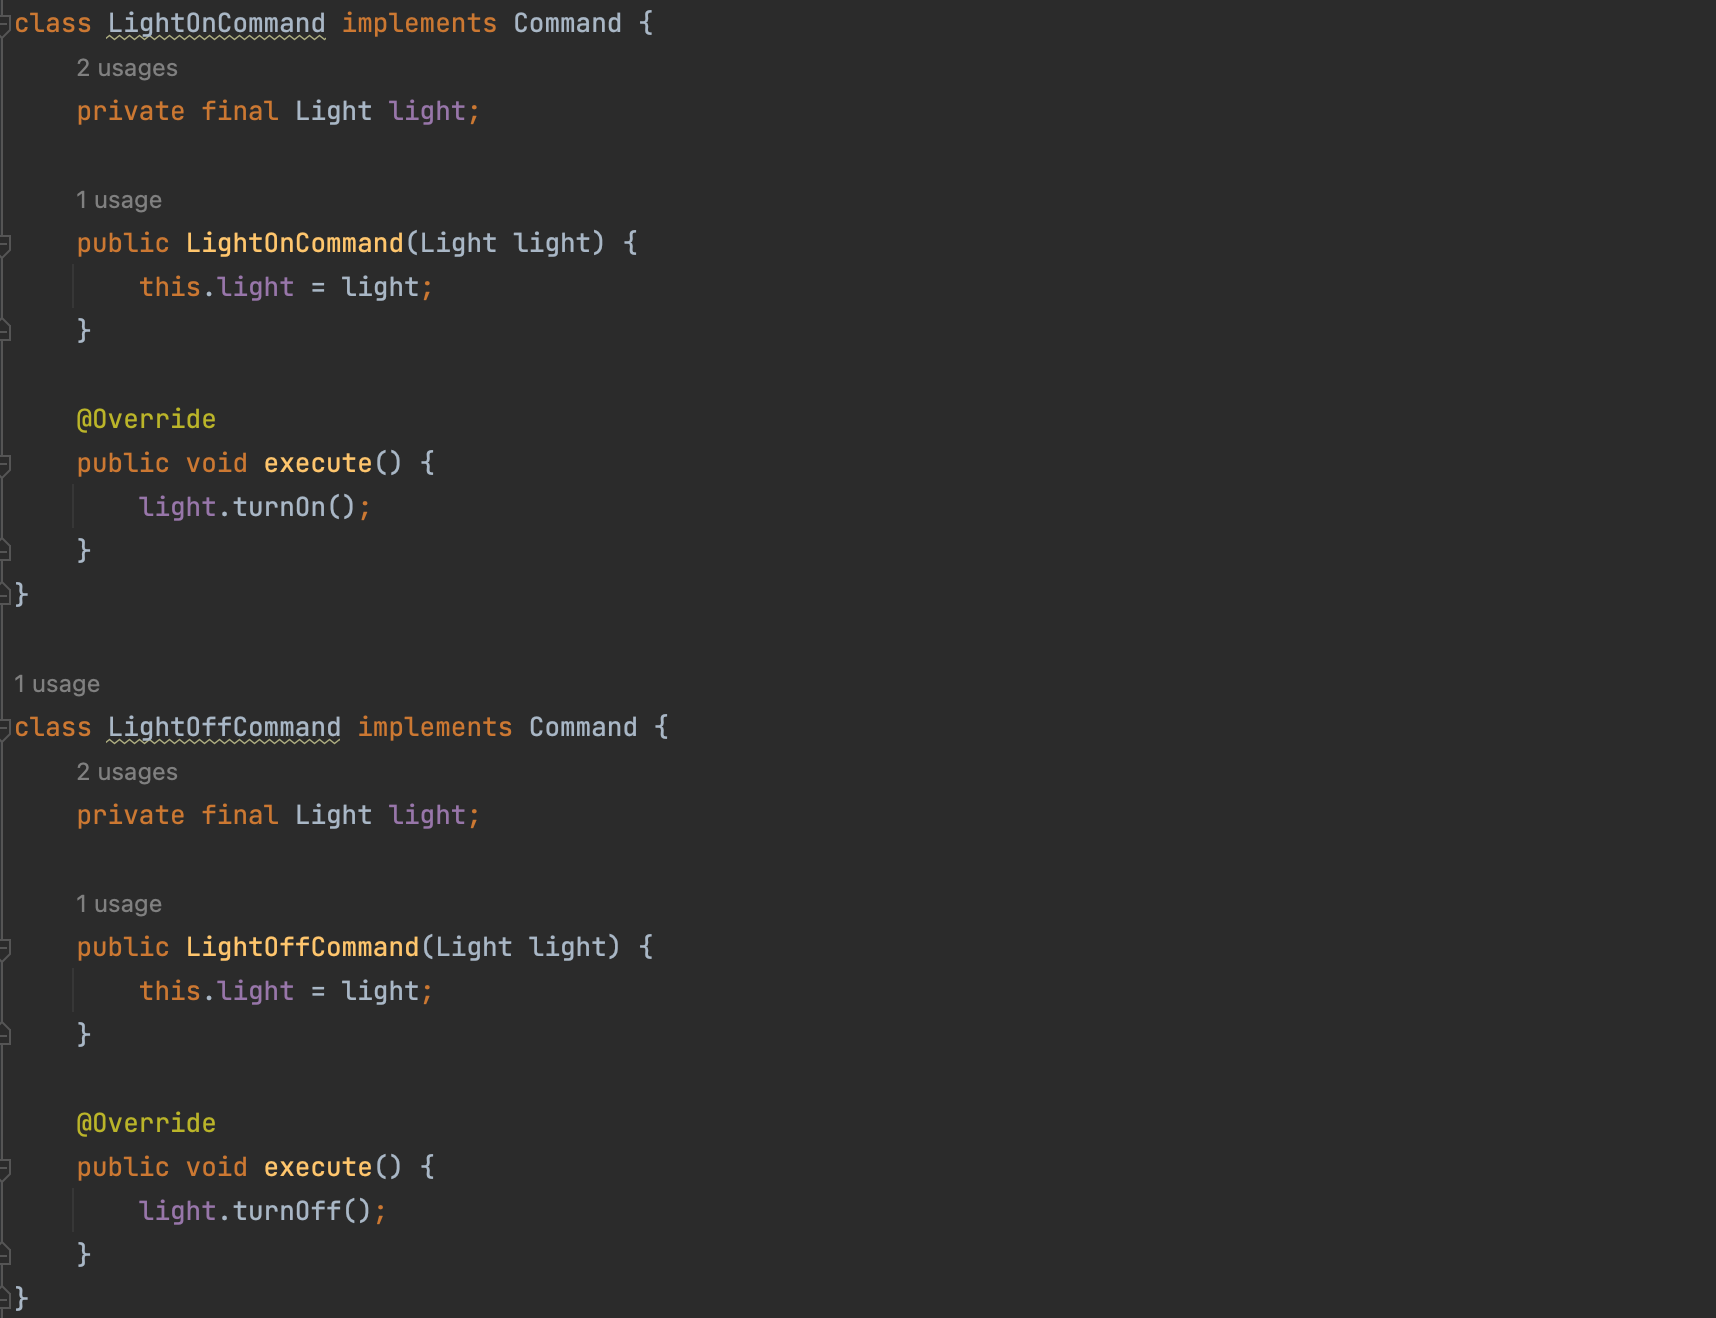 class LightOnCommand implements Command {
2 usages
private final Light light;
1 usage
public LightOnCommand(Light light) {
this.light = light;
}
@Override
public void execute() {
light.turnOn();
}
}
1 usage
class LightOffCommand implements Command {
2 usages
private final Light light;
1 usage
public LightOffCommand(Light light) {
this.light = light;
}
@Override
public void execute() {
light.turnOff();
}
}